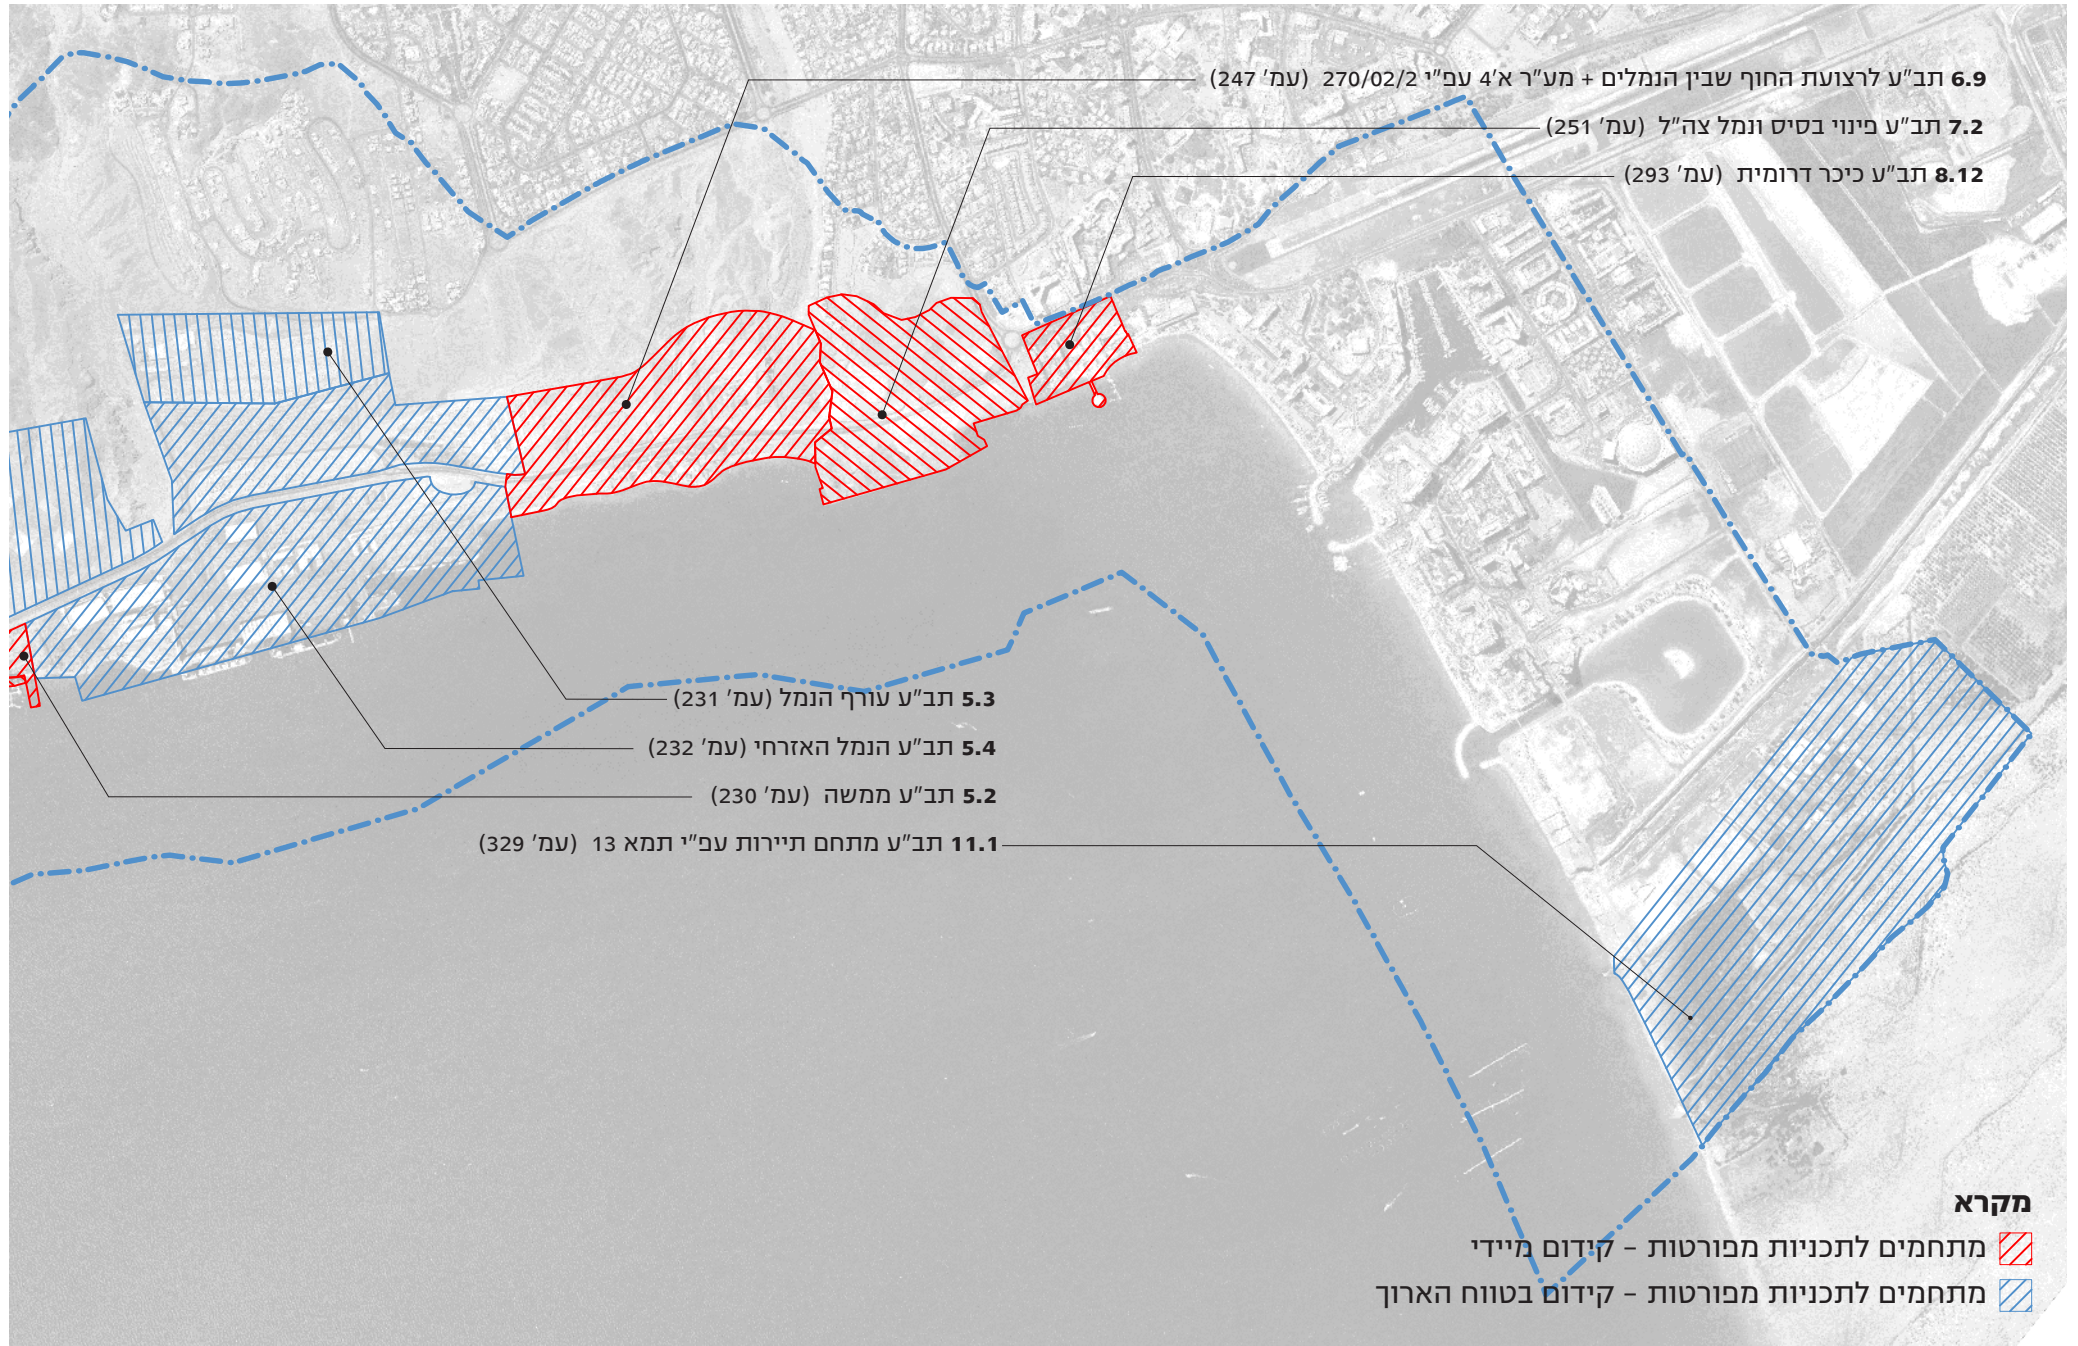 6.9 תב"ע לרצועת החוף שבין הנמלים + מע"ר א'4 עפ"י 270/02/2 (עמ' 247)
7.2 תב"ע פינוי בסיס ונמל צה"ל (עמ' 251)
8.12 תב"ע כיכר דרומית (עמ' 293)
5.3 תב"ע עורף הנמל (עמ' 231)
5.4 תב"ע הנמל האזרחי (עמ' 232)
5.2 תב"ע ממשה (עמ' 230)
11.1 תב"ע מתחם תיירות עפ"י תמא 13 (עמ' 329)
מקרא
מתחמים לתכניות מפורטות - קידום מיידי
מתחמים לתכניות מפורטות - קידום בטווח הארוך